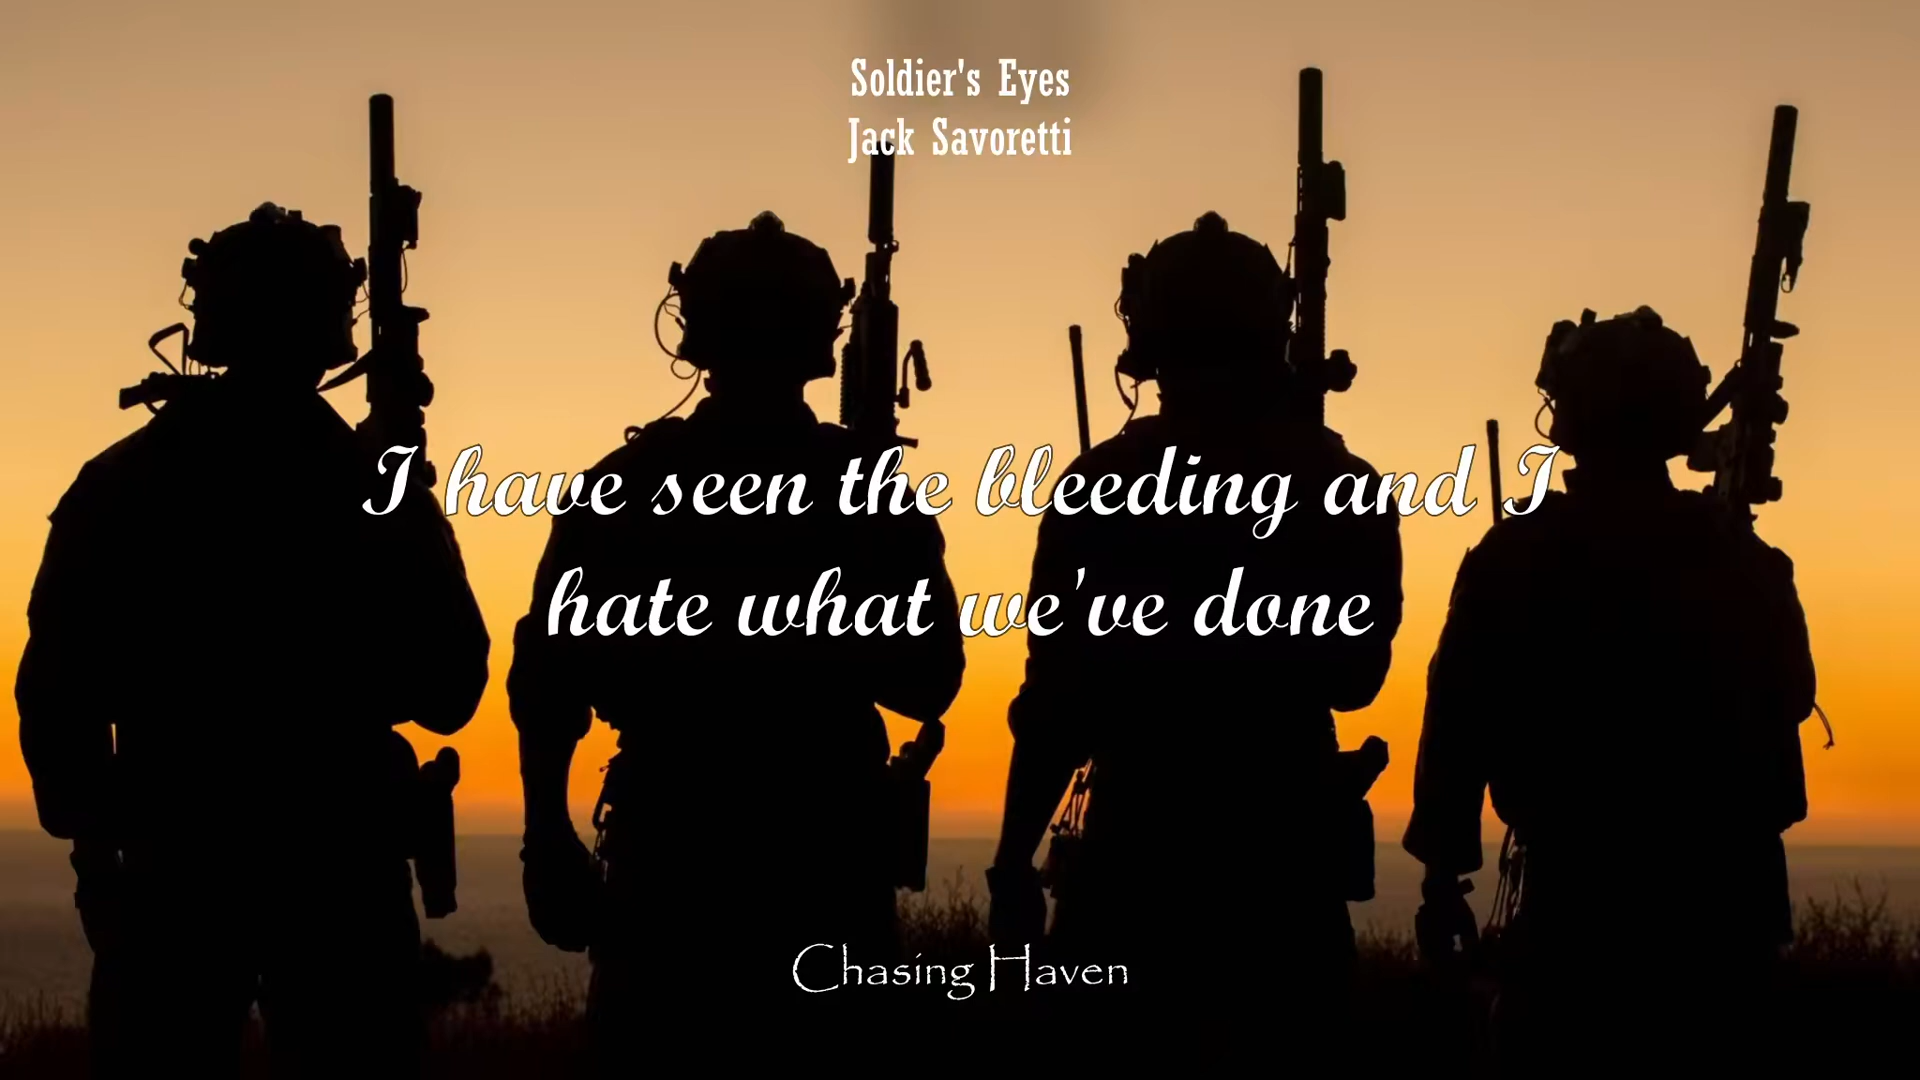 Soldier's Eyes
Jack Savoretti
I have seen the bleeding and I
hate what we've done
Chasing Haven